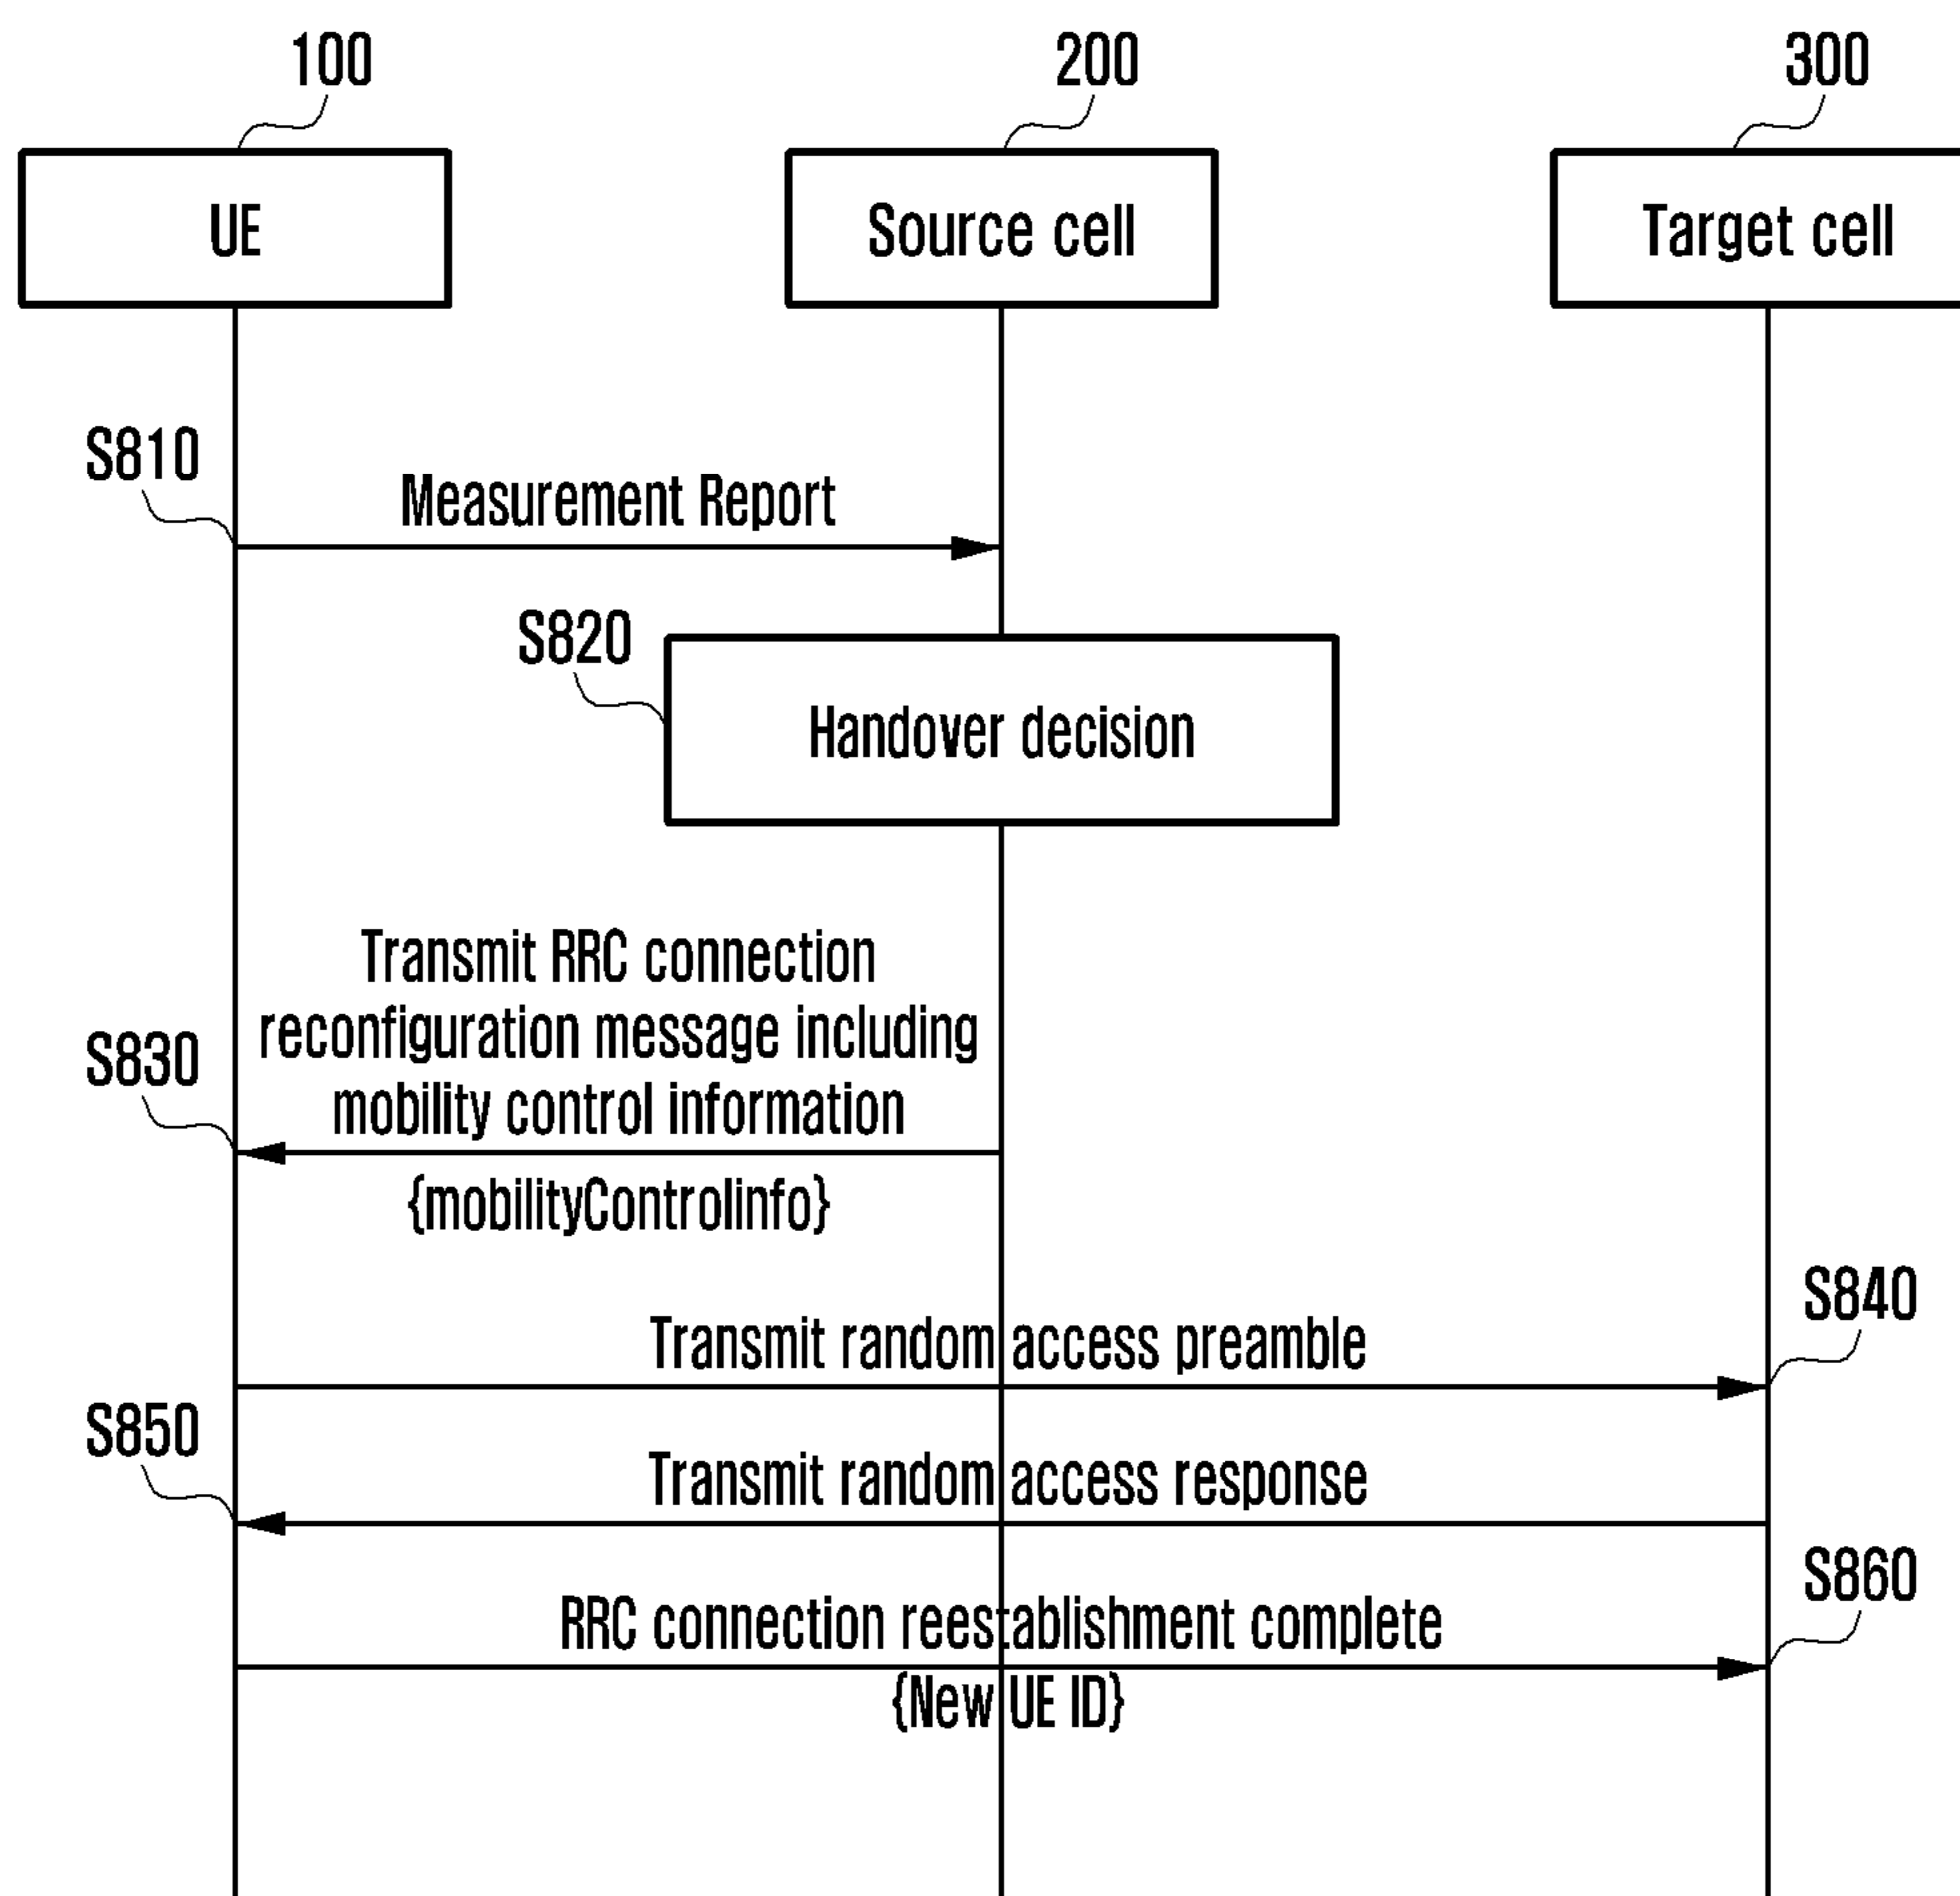 100
200
300
UE
Source cell
Target cell
S810
Measurement Report
S820
Handover decision
Transmit RRC connection
reconfiguration message including
mobility control information
S830
{mobilityControlinfo}
S840
Transmit random access preamble
S850
Transmit random access response
S860
RRC connection reestablishment complete
{New UE ID}